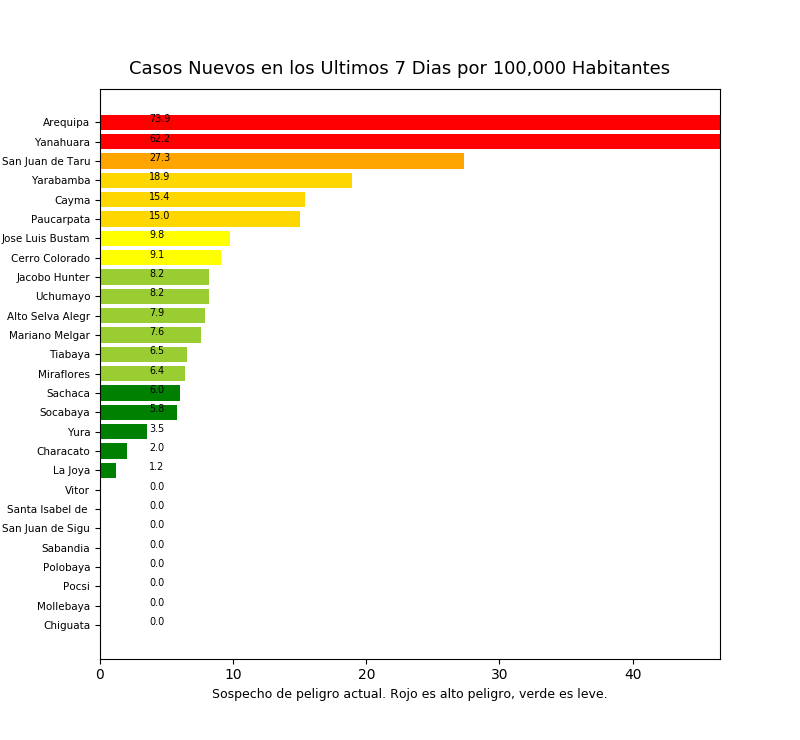 Casos Nuevos en los Ultimos 7 Dias por 100,000 Habitantes
Arequipa 73.9
Yanahuara 62.2
San Juan de Taru 27.3
Yarabamba 18.9
Cayma 15.4
Paucarpata 15.0
Jose Luis Bustam 9.8
Cerro Colorado 9.1
Jacobo Hunter 8.2
Uchumayo 8.2
Alto Selva Alegr 7.9
Mariano Melgar 7.6
Tiabaya 6.5
Miraflores 6.4
Sachaca 6.0
Socabaya 5.8
Yura 3.5
Characato 2.0
La Joya 1.2
Vitor 0.0
Santa Isabel de 0.0
San Juan de Sigu 0.0
Sabandia 0.0
Polobaya 0.0
Pocsi 0.0
Mollebaya 0.0
Chiguata 0.0
0 10 20 30 40
Sospecho de peligro actual. Rojo es alto peligro, verde es leve.